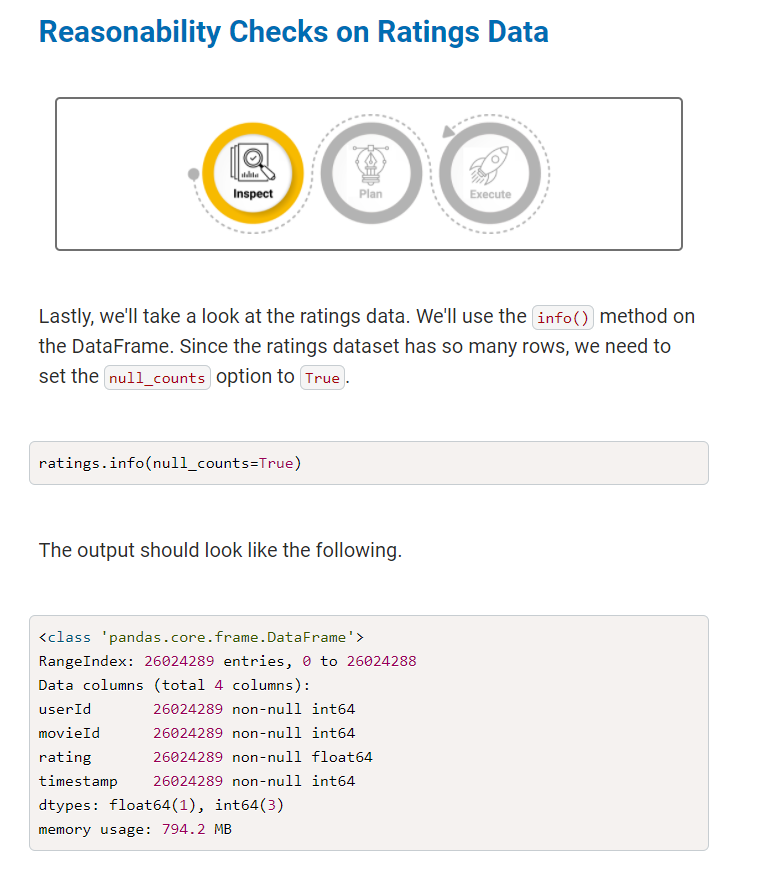 Reasonability Checks on Ratings Data
Inspect
Plan
Execute
Lastly, we'll take a look at the ratings data. We'll use the info() method on
the DataFrame. Since the ratings dataset has so many rows, we need to
set the null_counts option to True.
ratings.info(null_counts=True)
The output should look like the following.
<class 'pandas.core.frame.DataFrame'>
RangeIndex: 26024289 entries, 0 to 26024288
Data columns (total 4 columns):
userId       26024289 non-null int64
movieId      26024289 non-null int64
rating       26024289 non-null float64
timestamp    26024289 non-null int64
dtypes: float64(1), int64(3)
memory usage: 794.2 MB